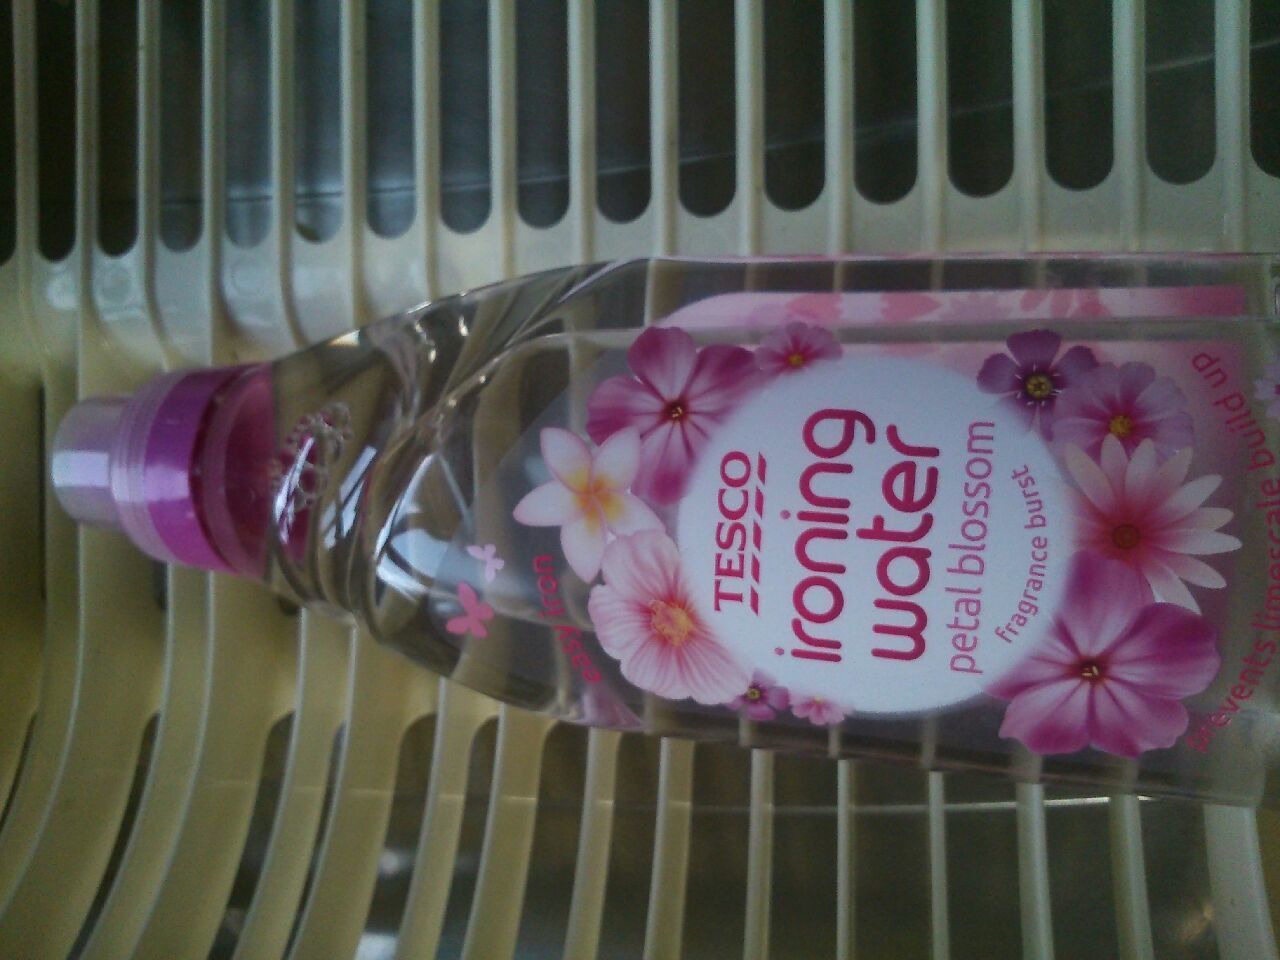 easy iron
TESCO
ironing
water
petal blossom
fragrance burst
prevents limescale build up